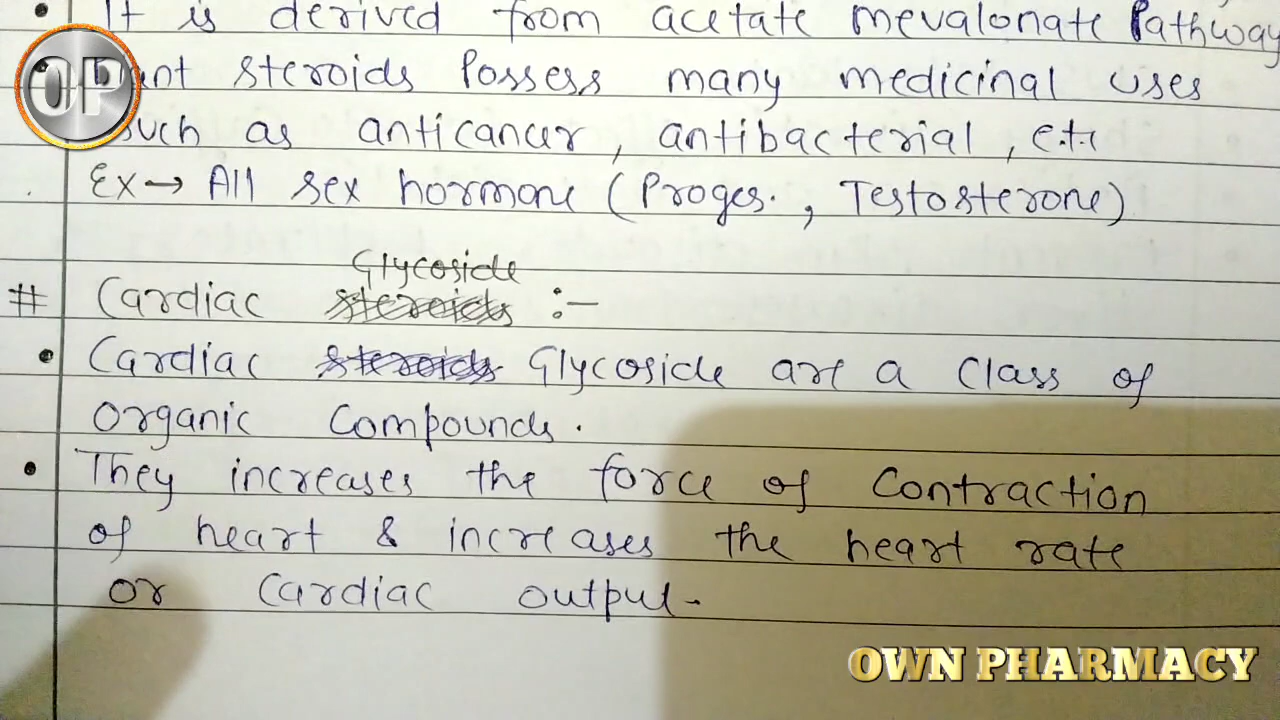 • It is derived from acetate mevalonate Pathway
• Plant steroids Possess many medicinal uses
such as anticancer, antibacterial, etc
Ex → All sex hormone (Proges. , Testosterone)
Glycoside
# Cardiac steroids :-
• Cardiac steroids Glycoside are a class of
organic compounds.
• They increases the force of contraction
of heart & increases the heart rate
or cardiac output.
OP
OWN PHARMACY